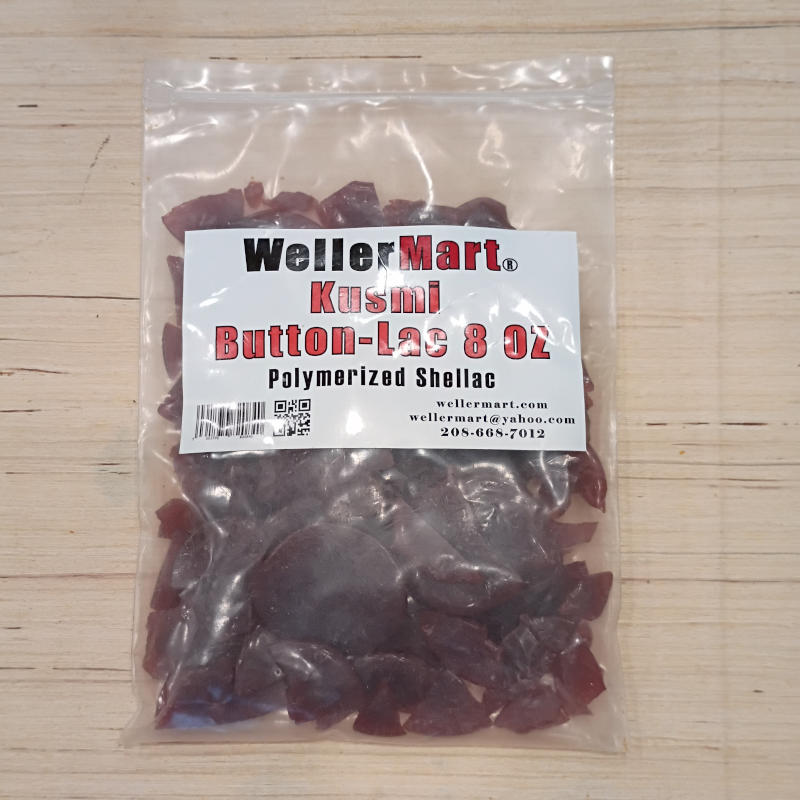 WellerMart®
Kusmi
Button-Lac 8 OZ
Polymerized Shellac
wellermart.com
wellermart@yahoo.com
208-668-7012